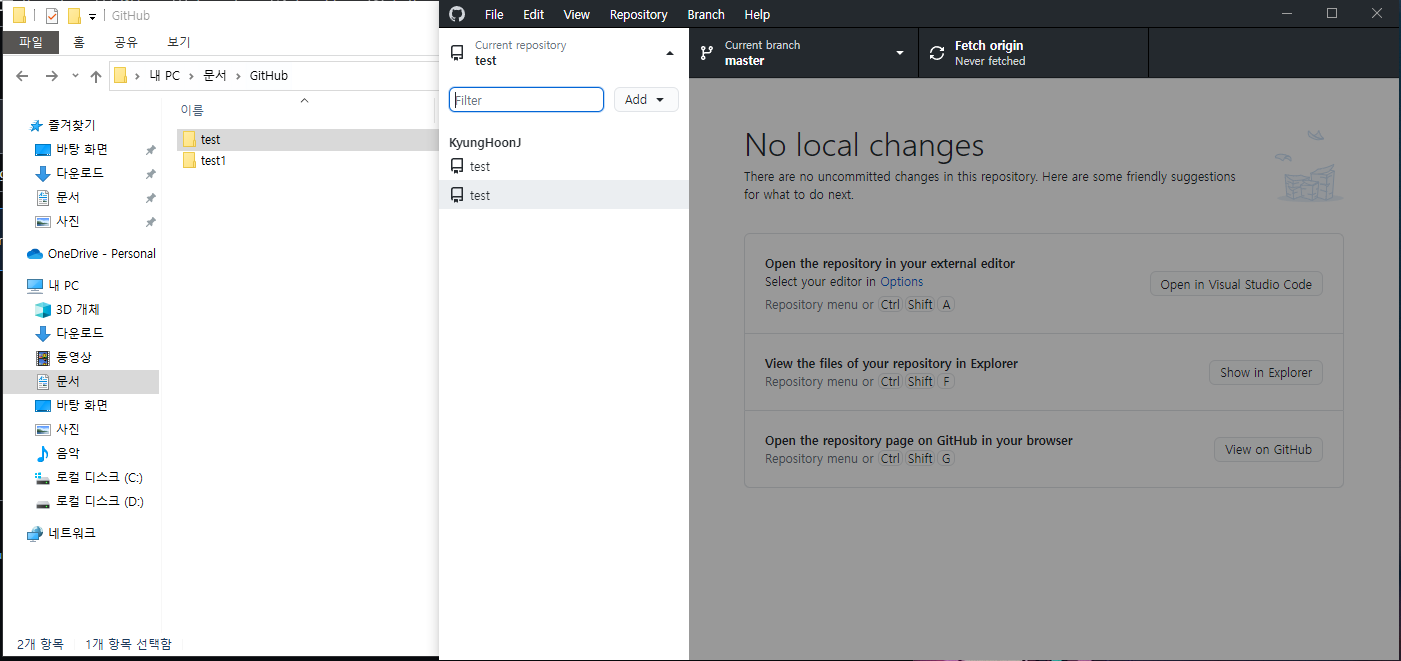 GitHub
파일 홈 공유 보기
내 PC 문서 GitHub
이름
즐겨찾기
바탕 화면
다운로드
문서
사진
OneDrive - Personal
내 PC
3D 개체
다운로드
동영상
문서
바탕 화면
사진
음악
로컬 디스크 (C:)
로컬 디스크 (D:)
네트워크
test
test1
2개 항목 1개 항목 선택함
File Edit View Repository Branch Help
Current repository
test
Current branch
master
Fetch origin
Never fetched
Filter
Add
KyungHoonJ
test
test
No local changes
There are no uncommitted changes in this repository. Here are some friendly suggestions
for what to do next.
Open the repository in your external editor
Select your editor in Options
Repository menu or Ctrl Shift A
Open in Visual Studio Code
View the files of your repository in Explorer
Repository menu or Ctrl Shift F
Show in Explorer
Open the repository page on GitHub in your browser
Repository menu or Ctrl Shift G
View on GitHub